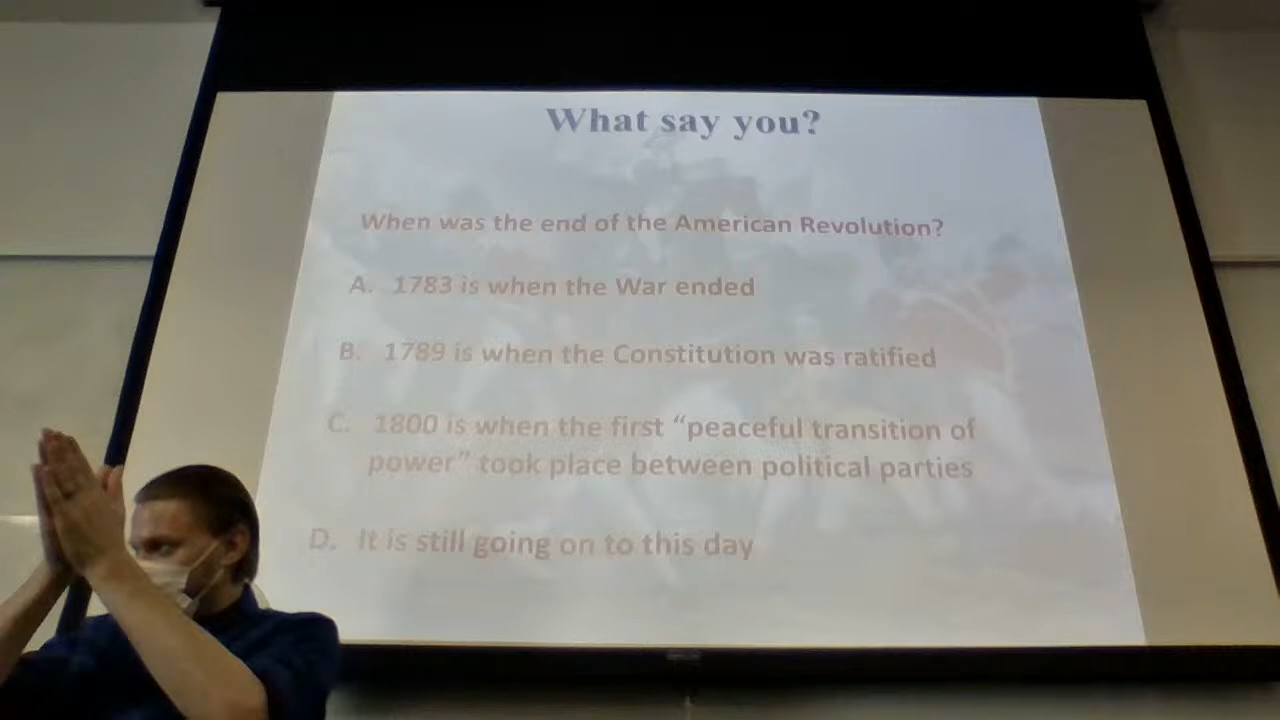 What say you?
When was the end of the American Revolution?
A. 1783 is when the War ended
B. 1789 is when the Constitution was ratified
C. 1800 is when the first “peaceful transition of
power” took place between political parties
D. It is still going on to this day